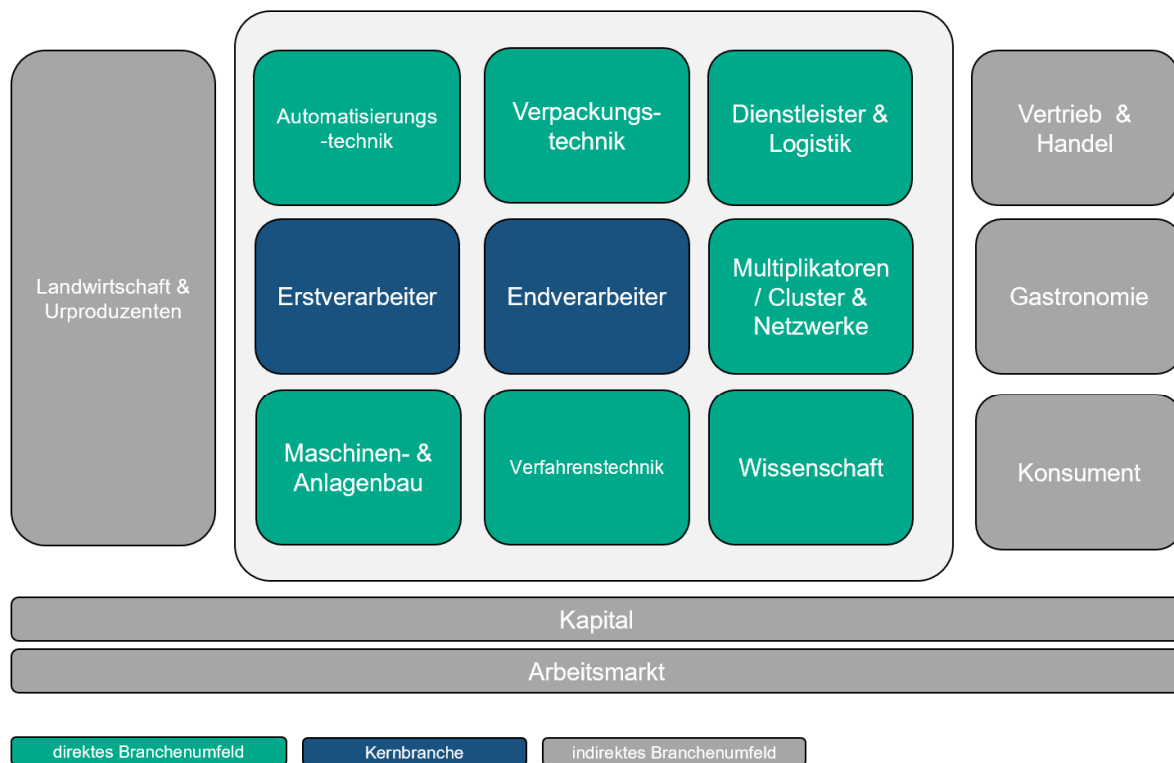 Automatisierungs
-technik
Verpackungs-
technik
Dienstleister &
Logistik
Vertrieb &
Handel
Landwirtschaft &
Urproduzenten
Erstverarbeiter
Endverarbeiter
Multiplikatoren
/ Cluster &
Netzwerke
Gastronomie
Maschinen- &
Anlagenbau
Verfahrenstechnik
Wissenschaft
Konsument
Kapital
Arbeitsmarkt
direktes Branchenumfeld
Kernbranche
indirektes Branchenumfeld